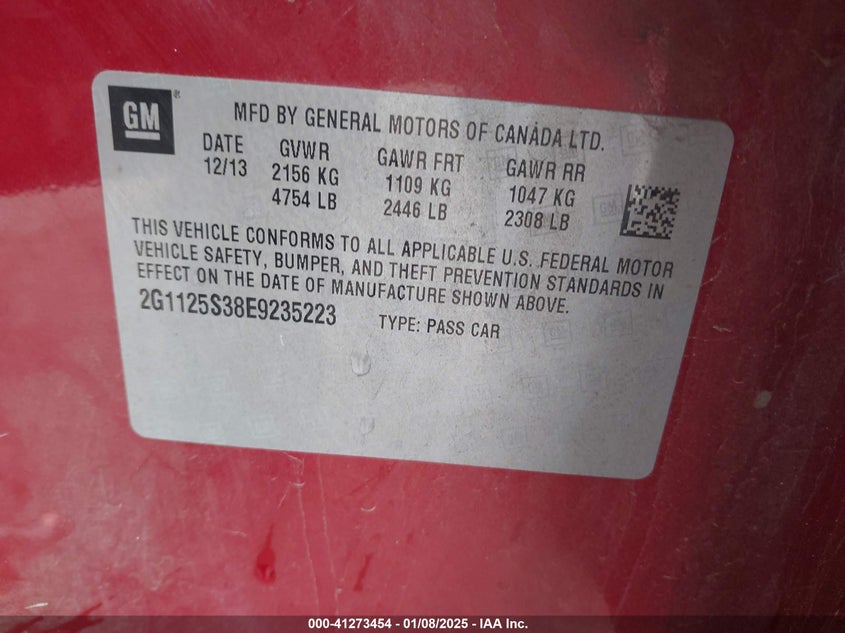 GM
MFD BY GENERAL MOTORS OF CANADA LTD.
DATE GVWR GAWR FRT GAWR RR
12/13 2156 KG 1109 KG 1047 KG
4754 LB 2446 LB 2308 LB
THIS VEHICLE CONFORMS TO ALL APPLICABLE U.S. FEDERAL MOTOR
VEHICLE SAFETY, BUMPER, AND THEFT PREVENTION STANDARDS IN
EFFECT ON THE DATE OF MANUFACTURE SHOWN ABOVE.
2G1125S38E9235223 TYPE: PASS CAR
000-41273454 - 01/08/2025 - IAA Inc.